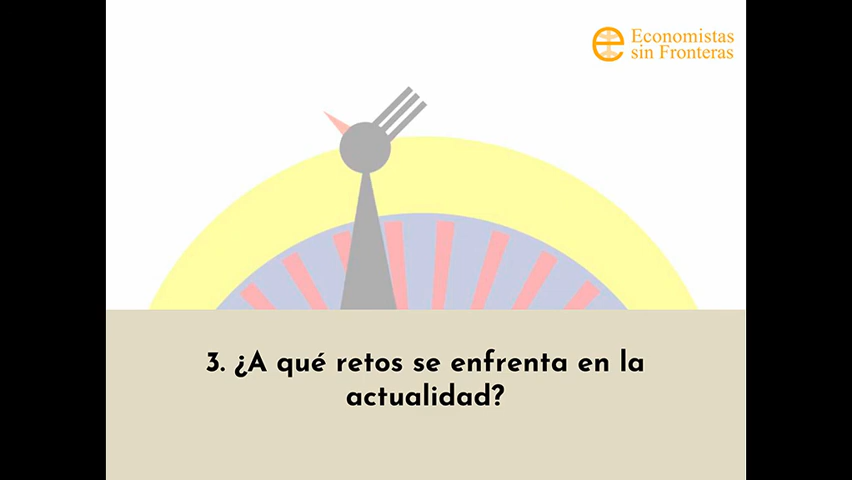 Economistas
sin Fronteras
3. ¿A qué retos se enfrenta en la
actualidad?